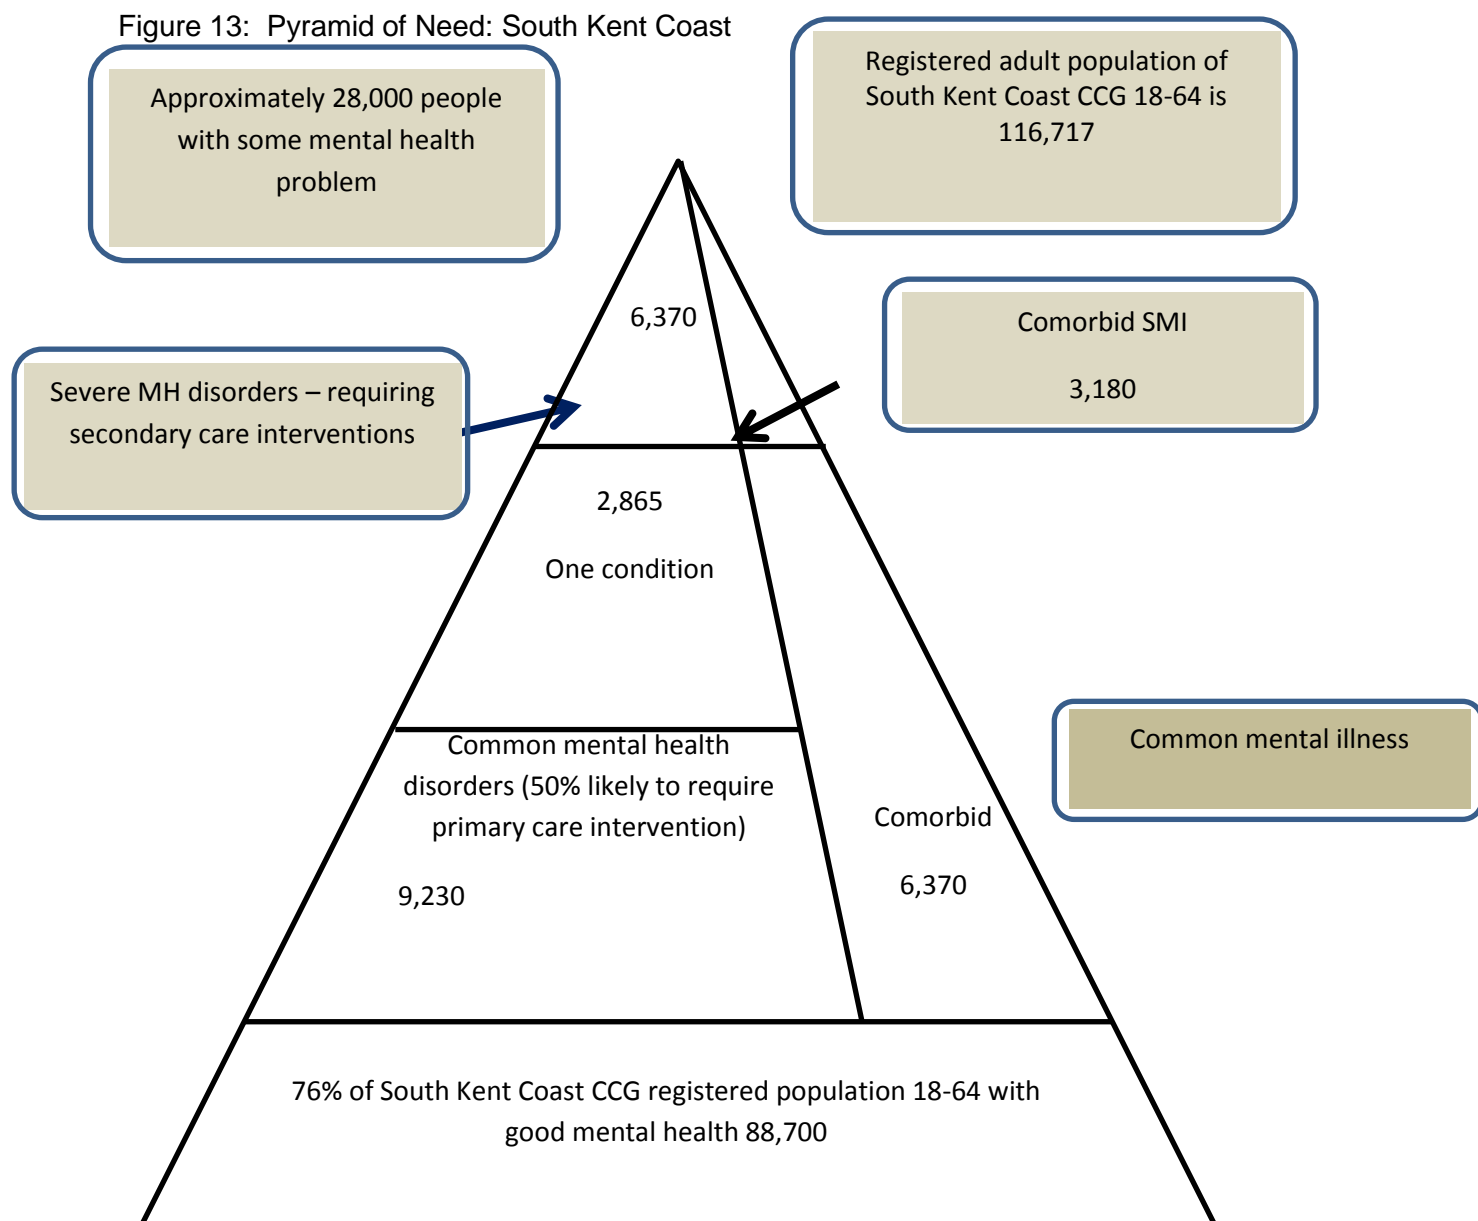 Figure 13:  Pyramid of Need: South Kent Coast
Approximately 28,000 people
with some mental health
problem
Registered adult population of
South Kent Coast CCG 18-64 is
116,717
6,370
Comorbid SMI
3,180
Severe MH disorders – requiring
secondary care interventions
2,865
One condition
Common mental illness
Common mental health
disorders (50% likely to require
primary care intervention)
9,230
Comorbid
6,370
76% of South Kent Coast CCG registered population 18-64 with
good mental health 88,700